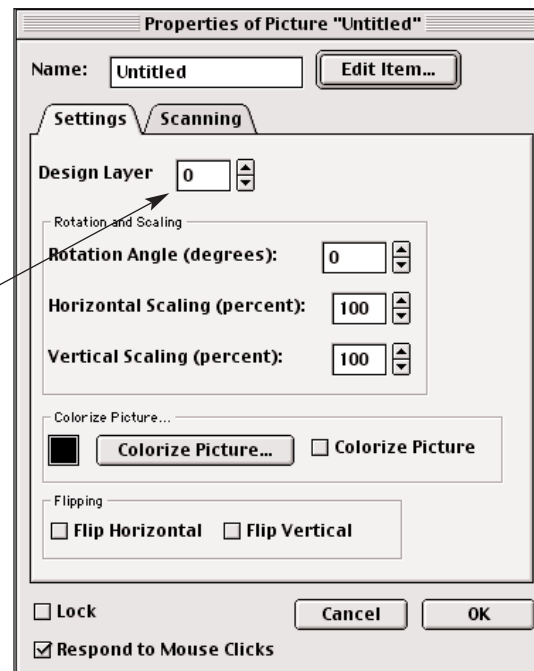 Properties of Picture "Untitled"
Name: Untitled Edit Item...
Settings Scanning
Design Layer 0
Rotation and Scaling
Rotation Angle (degrees): 0
Horizontal Scaling (percent): 100
Vertical Scaling (percent): 100
Colorize Picture...
Colorize Picture... Colorize Picture
Flipping
Flip Horizontal Flip Vertical
Lock Cancel OK
Respond to Mouse Clicks